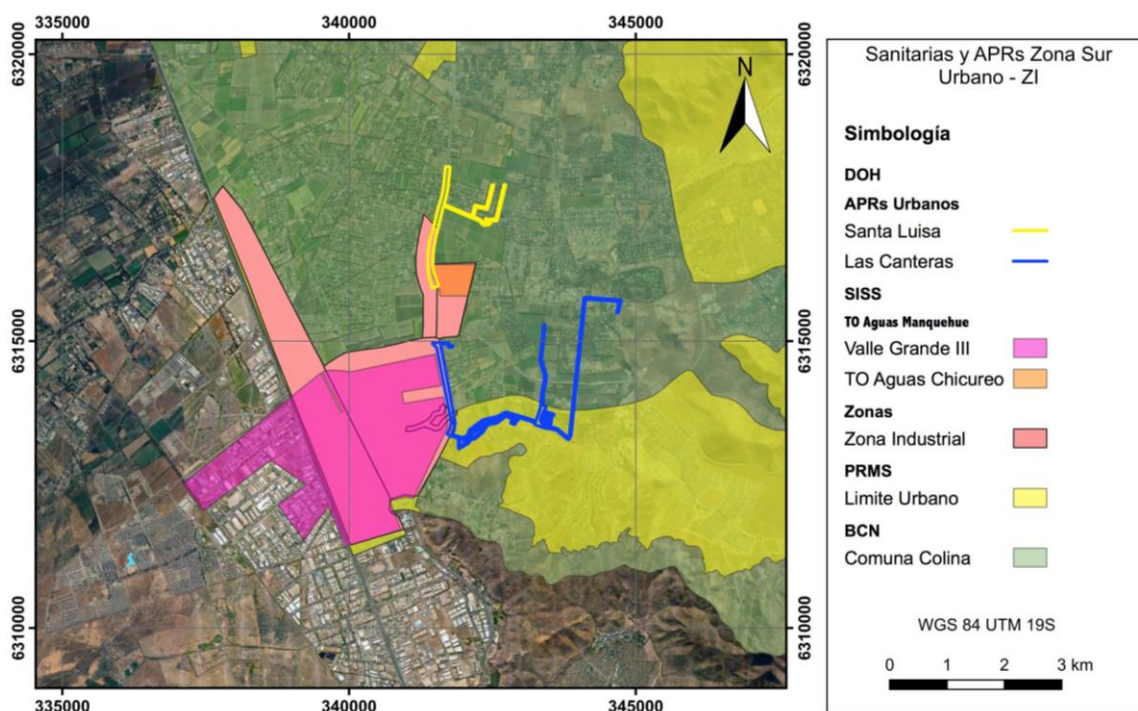 335000 340000 345000
6320000 6320000
6315000 6315000
6310000 6310000
335000 340000 345000
N
Sanitarias y APRs Zona Sur
Urbano - ZI
Simbología
DOH
APRs Urbanos
Santa Luisa
Las Canteras
SISS
TO Aguas Manquehue
Valle Grande III
TO Aguas Chicureo
Zonas
Zona Industrial
PRMS
Limite Urbano
BCN
Comuna Colina
WGS 84 UTM 19S
0 1 2 3 km